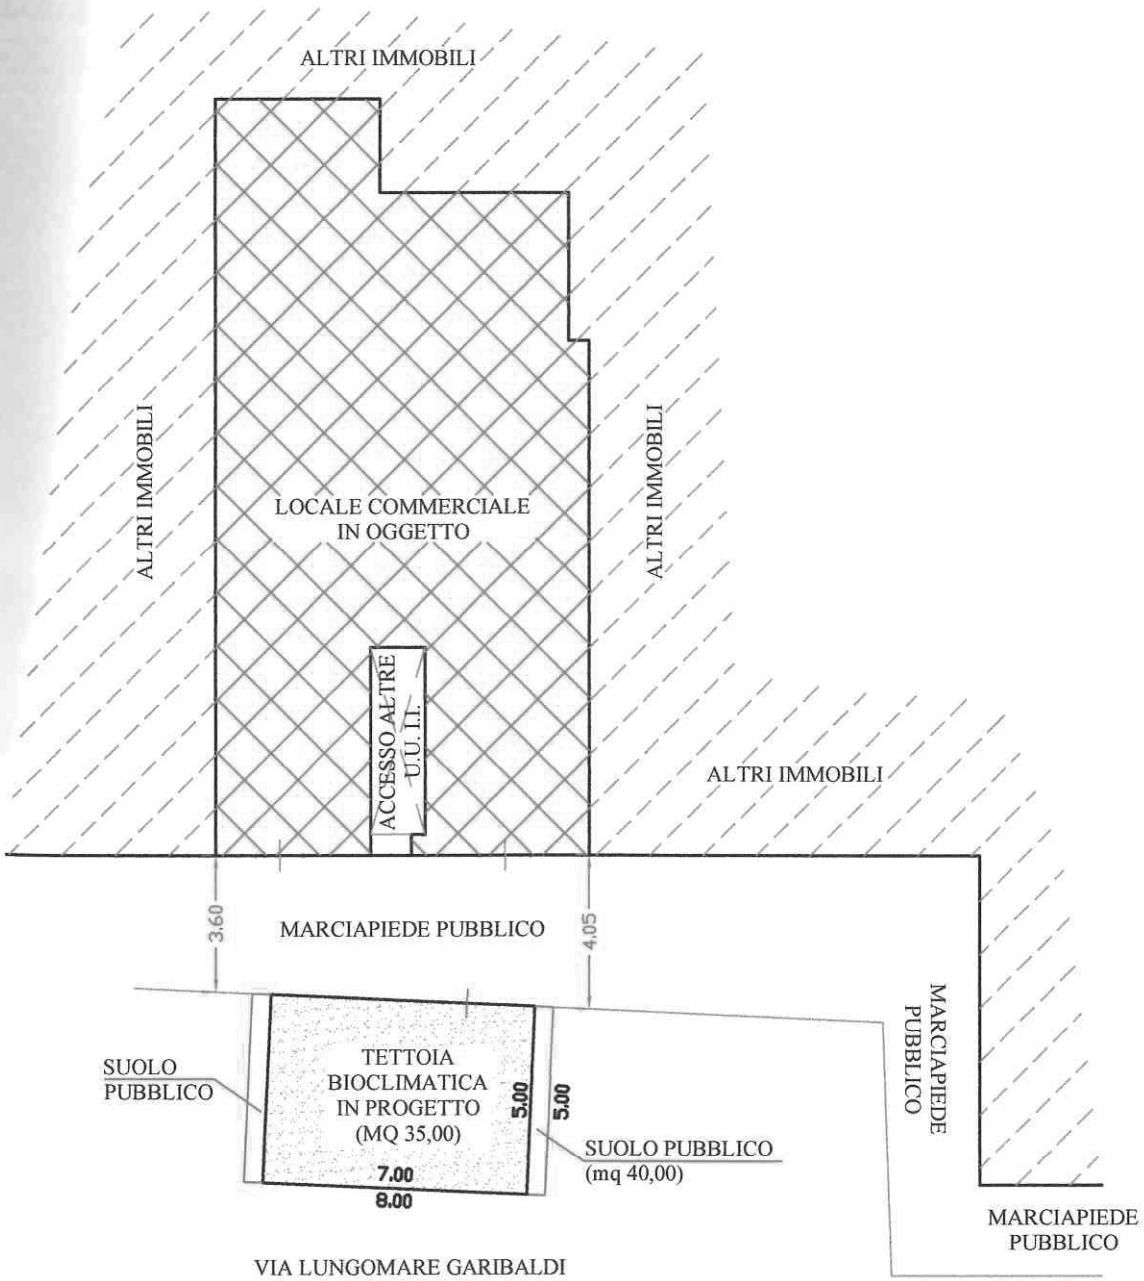 ALTRI IMMOBILI
ALTRI IMMOBILI
ALTRI IMMOBILI
LOCALE COMMERCIALE
IN OGGETTO
ACCESSO ALTRE
U.U. I.I.
ALTRI IMMOBILI
3.60
MARCIAPIEDE PUBBLICO
4.05
MARCIAPIEDE
PUBBLICO
SUOLO
PUBBLICO
TETTOIA
BIOCLIMATICA
IN PROGETTO
(MQ 35,00)
5.00
5.00
7.00
8.00
SUOLO PUBBLICO
(mq 40,00)
MARCIAPIEDE
PUBBLICO
VIA LUNGOMARE GARIBALDI